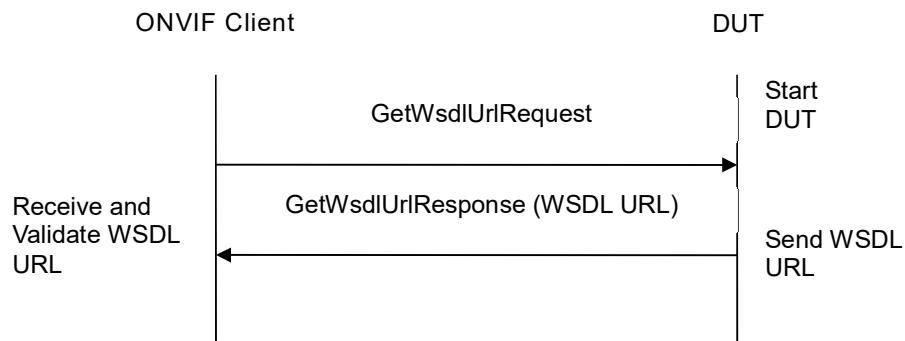 ONVIF Client
DUT
Start
DUT
GetWsdlUrlRequest
GetWsdlUrlResponse (WSDL URL)
Receive and
Validate WSDL
URL
Send WSDL
URL